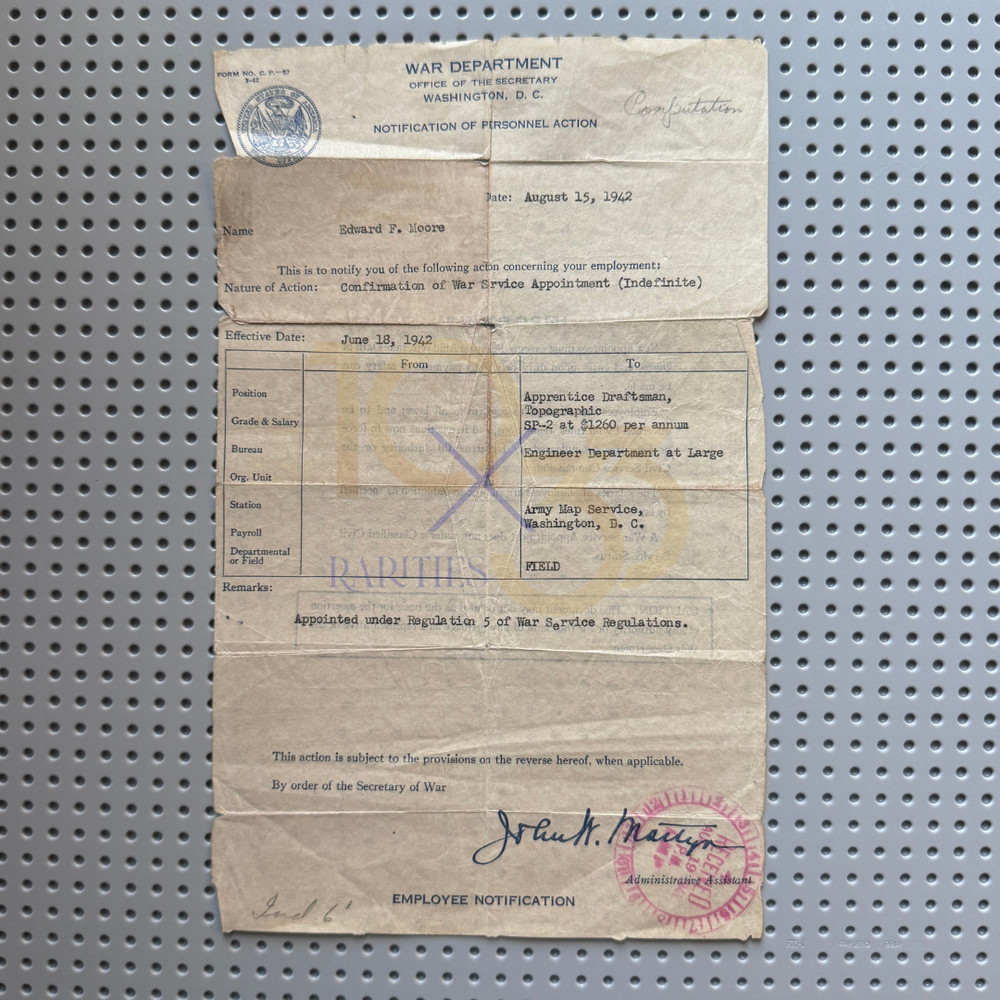 FORM NO. C. P.—57
WAR DEPARTMENT
OFFICE OF THE SECRETARY
WASHINGTON, D. C.
Computation
NOTIFICATION OF PERSONNEL ACTION
Date: August 15, 1942
Name Edward F. Moore
This is to notify you of the following acton concerning your employment:
Nature of Action: Confirmation of War Srvice Appointment (Indefinite)
Effective Date: June 18, 1942
From To
Position Apprentice Draftsman,
Topographic
Grade & Salary SP-2 at $1260 per annum
Bureau Engineer Department at Large
Org. Unit
Station Army Map Service,
Washington, D. C.
Payroll
Departmental
or Field FIELD
RARITIES
Remarks:
Appointed under Regulation 5 of War Service Regulations.
This action is subject to the provisions on the reverse hereof, when applicable.
By order of the Secretary of War
John W. Martyn
RECEIVED
Administrative Assistant
EMPLOYEE NOTIFICATION